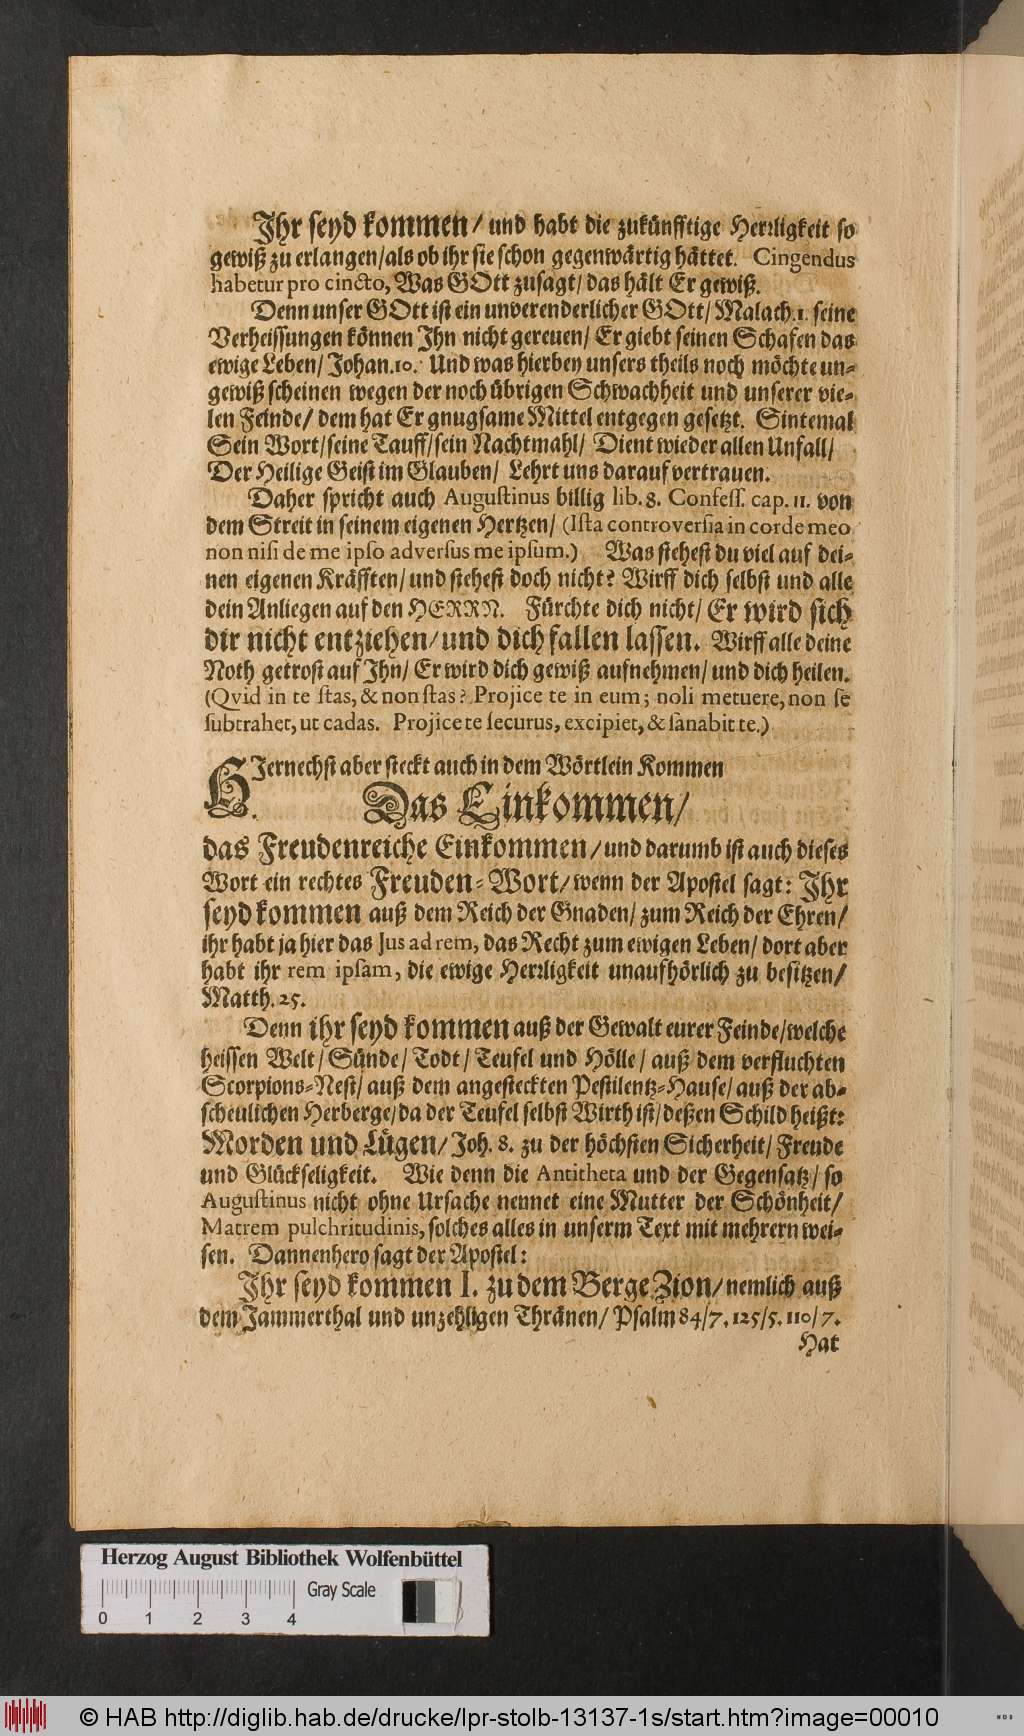 Ihr seyd kommen/ und habt die zukünfftige Herrligkeit so
gewiß zu erlangen/als ob ihr sie schon gegenwärtig hättet. Cingendus
habetur pro cincto, Was GOtt zusagt/ das hält Er gewiß.
Denn unser GOtt ist ein unverenderlicher GOtt/ Malach.1. seine
Verheissungen können Ihn nicht gereuen/ Er giebt seinen Schafen das
ewige Leben/ Johan.10. Und was hierbey unsers theils noch möchte un-
gewiß scheinen wegen der noch übrigen Schwachheit und unserer vie-
len Feinde/ dem hat Er gnugsame Mittel entgegen gesetzt. Sintemal
Sein Wort/seine Tauff/sein Nachtmahl/ Dient wieder allen Unfall/
Der Heilige Geist im Glauben/ Lehrt uns darauf vertrauen.
Daher spricht auch Augustinus billig lib. 8. Confess. cap. 11. von
dem Streit in seinem eigenen Hertzen/ (Ista controversia in corde meo
non nisi de me ipso adversus me ipsum.) Was stehest du viel auf dei-
nen eigenen Kräfften/ und stehest doch nicht? Wirff dich selbst und alle
dein Anliegen auf den HERRN. Fürchte dich nicht/ Er wird sich
dir nicht entziehen/ und dich fallen lassen. Wirff alle deine
Noth getrost auf Ihn/ Er wird dich gewiß aufnehmen/ und dich heilen.
(Qvid in te stas, & non stas? Projice te in eum; noli metuere, non se
subtrahet, ut cadas. Projice te securus, excipiet, & sanabit te.)
HIernechst aber steckt auch in dem Wörtlein Kommen
Das Einkommen/
das Freudenreiche Einkommen/und darumb ist auch dieses
Wort ein rechtes Freuden-Wort/ wenn der Apostel sagt: Ihr
seyd kommen auß dem Reich der Gnaden/ zum Reich der Ehren/
ihr habt ja hier das Jus ad rem, das Recht zum ewigen Leben/ dort aber
habt ihr rem ipsam, die ewige Herrligkeit unaufhörlich zu besitzen/
Matth. 25.
Denn ihr seyd kommen auß der Gewalt eurer Feinde/welche
heissen Welt/ Sünde/ Todt/ Teufel und Hölle/ auß dem verfluchten
Scorpions-Nest/ auß dem angesteckten Pestilentz-Hause/ auß der ab-
scheulichen Herberge/da der Teufel selbst Wirth ist/ deßen Schild heißt:
Morden und Lügen/ Joh. 8. zu der höchsten Sicherheit/ Freude
und Glückseligkeit. Wie denn die Antitheta und der Gegensatz/ so
Augustinus nicht ohne Ursache nennet eine Mutter der Schönheit/
Matrem pulchritudinis, solches alles in unserm Text mit mehrern wei-
sen. Dannenhero sagt der Apostel:
Ihr seyd kommen I. zu dem Berge Zion/ nemlich auß
dem Jammerthal und unzehligen Thränen/ Psalm 84/7. 125/5. 110/7.
Hat
Herzog August Bibliothek Wolfenbüttel
Gray Scale
0 1 2 3 4
© HAB http://diglib.hab.de/drucke/lpr-stolb-13137-1s/start.htm?image=00010